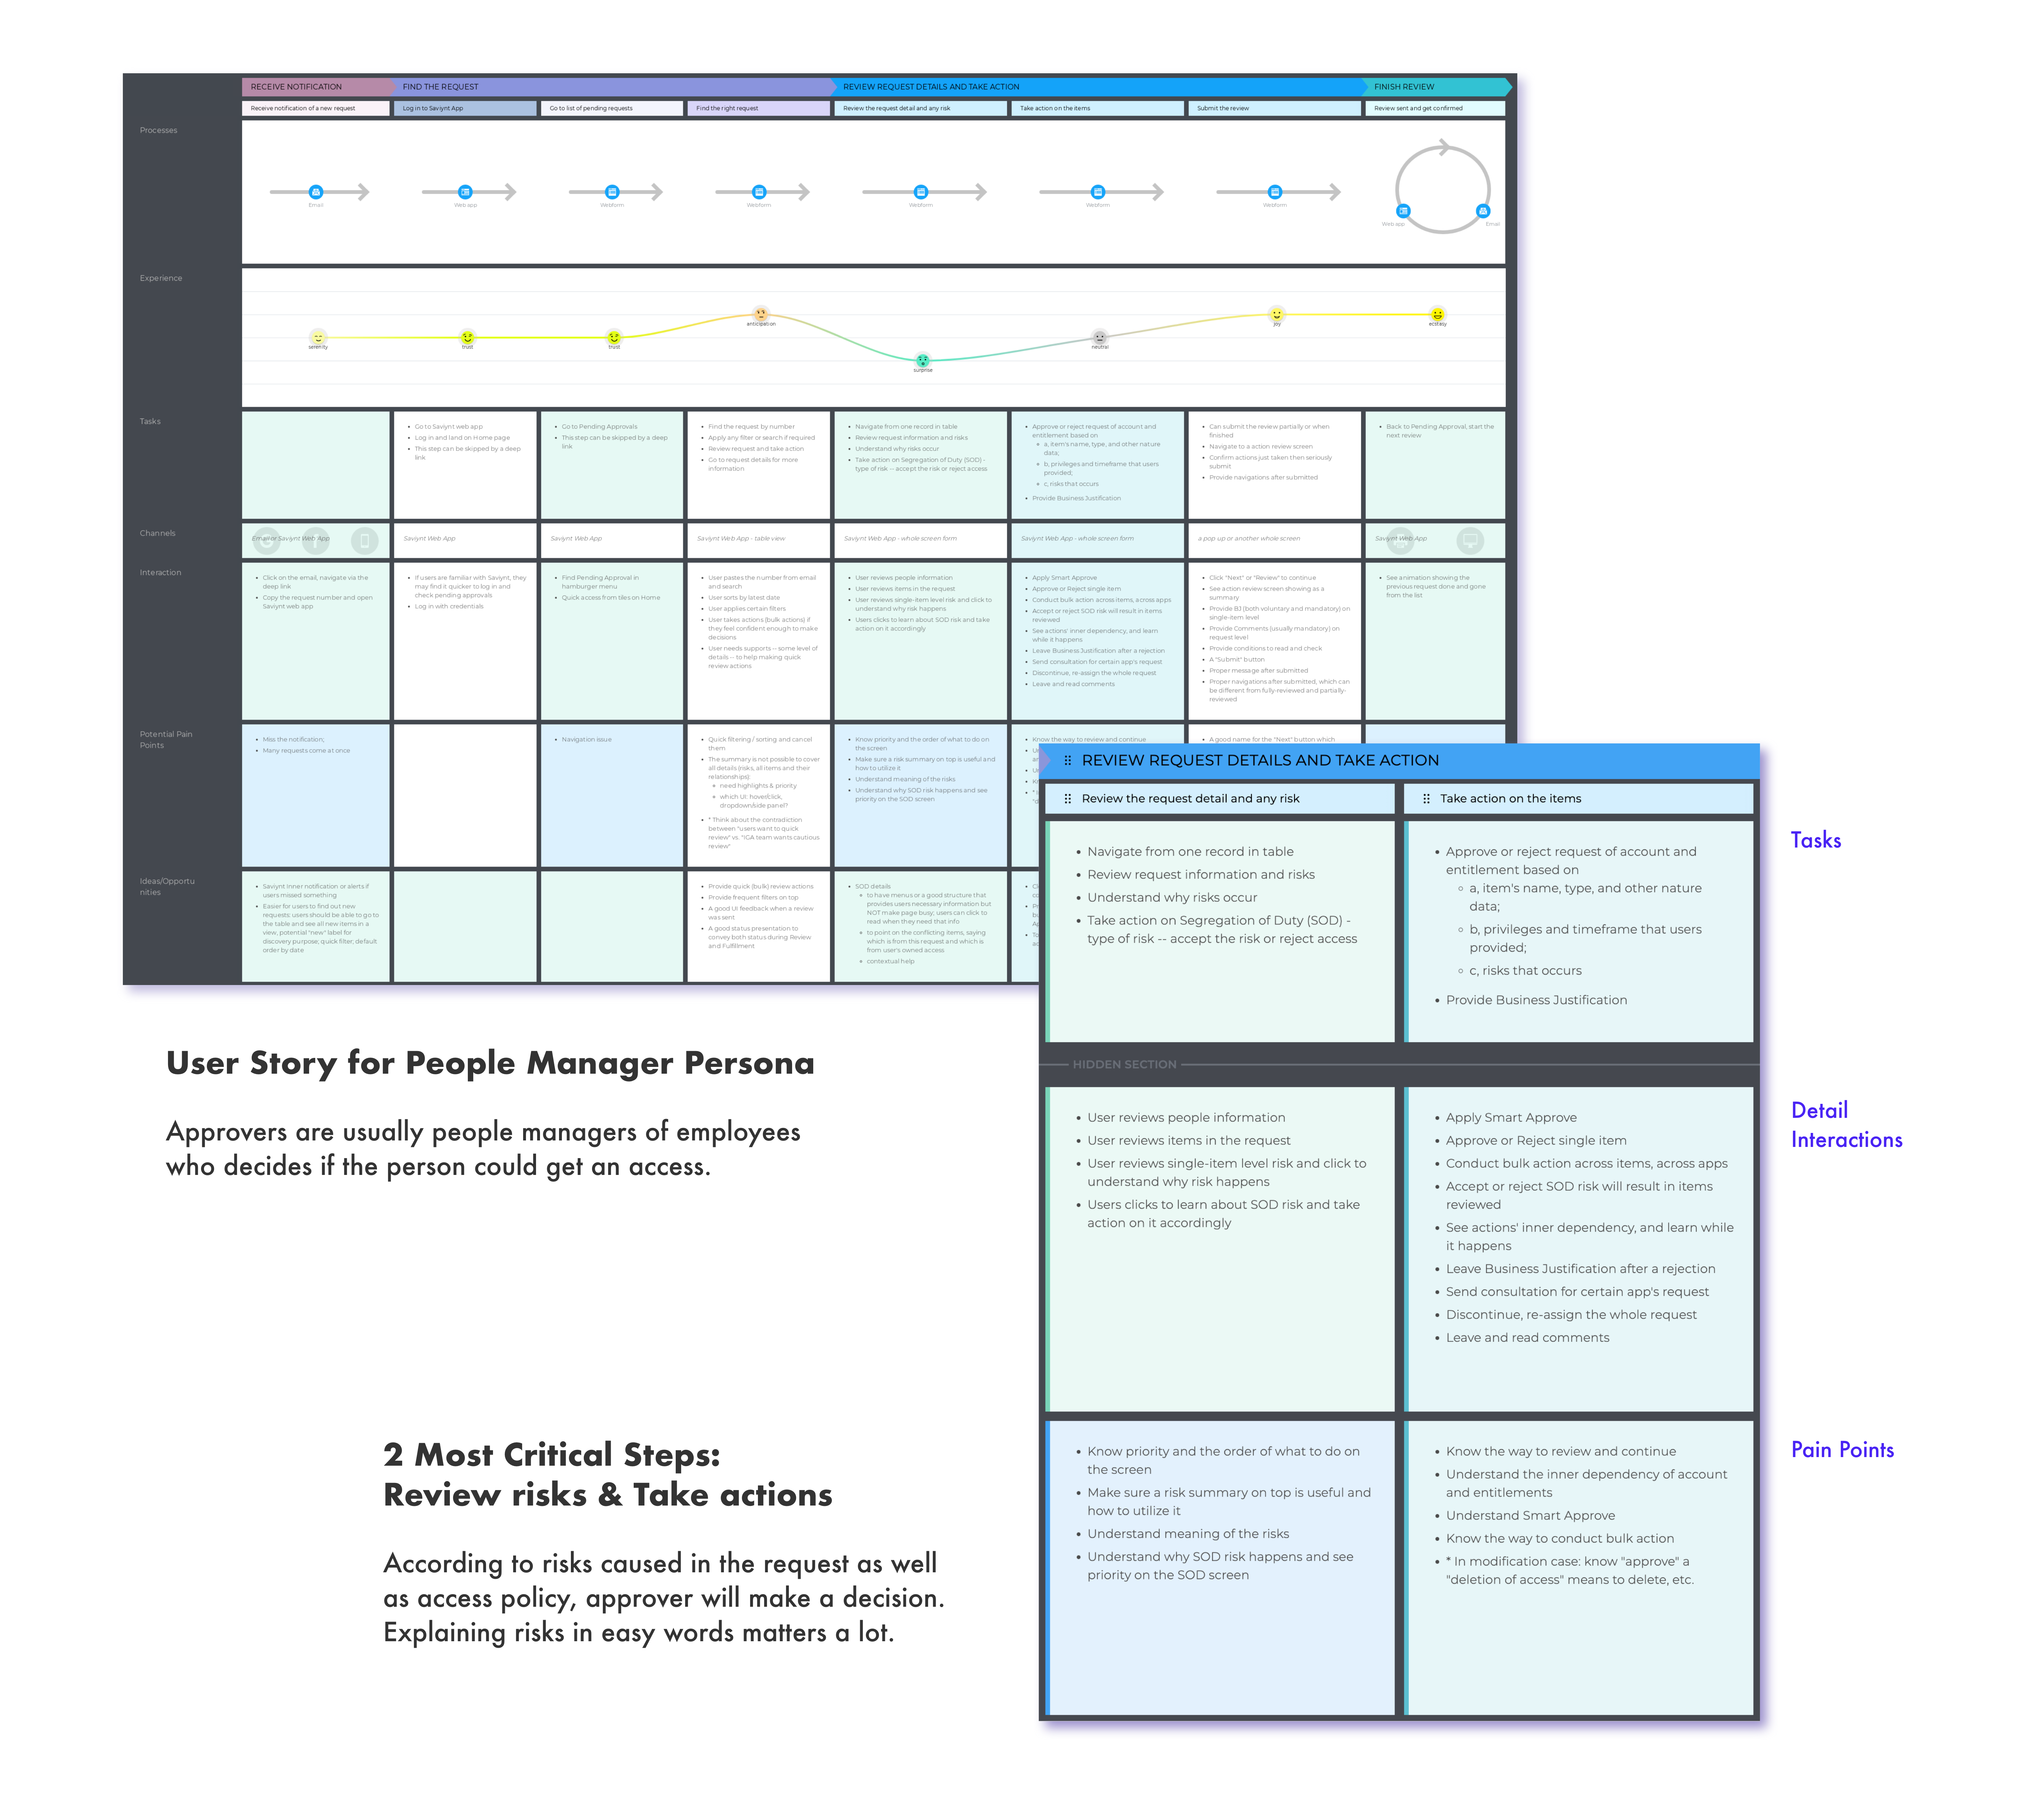 RECEIVE NOTIFICATION
FIND THE REQUEST
REVIEW REQUEST DETAILS AND TAKE ACTION
FINISH REVIEW
Receive notification of a new request
Log in to Saviynt App
Go to list of pending requests
Find the right request
Review the request detail and any risk
Take action on the items
Submit the review
Review sent and get confirmed
Processes
Email
Web app
Webform
Webform
Webform
Webform
Webform
Web app
Email
Experience
serenity
trust
trust
anticipation
surprise
neutral
joy
ecstasy
Tasks
• Go to Saviynt web app
• Log in and land on Home page
• This step can be skipped by a deep
link
• Go to Pending Approvals
• This step can be skipped by a deep
link
• Find the request by number
• Apply any filter or search if required
• Review request and take action
• Go to request details for more
information
• Navigate from one record in table
• Review request information and risks
• Understand why risks occur
• Take action on Segregation of Duty (SOD) -
type of risk -- accept the risk or reject access
• Approve or reject request of account and
entitlement based on
a, item's name, type, and other nature
data;
b, privileges and timeframe that users
provided;
c, risks that occurs
• Provide Business Justification
• Can submit the review partially or when
finished
• Navigate to a action review screen
• Confirm actions just taken then seriously
submit
• Provide navigations after submitted
• Back to Pending Approval, start the
next review
Channels
Email or Saviynt Web App
Saviynt Web App
Saviynt Web App
Saviynt Web App - table view
Saviynt Web App - whole screen form
Saviynt Web App - whole screen form
a pop up or another whole screen
Saviynt Web App
Interaction
• Click on the email, navigate via the
deep link
• Copy the request number and open
Saviynt web app
• If users are familiar with Saviynt, they
may find it quicker to log in and
check pending approvals
• Log in with credentials
• Find Pending Approval in
hamburger menu
• Quick access from tiles on Home
• User pastes the number from email
and search
• User sorts by latest date
• User applies certain filters
• User takes actions (bulk actions) if
they feel confident enough to make
decisions
• User needs supports -- some level of
details -- to help making quick
review actions
• User reviews people information
• User reviews items in the request
• User reviews single-item level risk and click to
understand why risk happens
• Users clicks to learn about SOD risk and take
action on it accordingly
• Apply Smart Approve
• Approve or Reject single item
• Conduct bulk action across items, across apps
• Accept or reject SOD risk will result in items
reviewed
• See actions' inner dependency, and learn
while it happens
• Leave Business Justification after a rejection
• Send consultation for certain app's request
• Discontinue, re-assign the whole request
• Leave and read comments
• Click "Next" or "Review" to continue
• See action review screen showing as a
summary
• Provide BJ (both voluntary and mandatory) on
single-item level
• Provide Comments (usually mandatory) on
request level
• Provide conditions to read and check
• A "Submit" button
• Proper message after submitted
• Proper navigations after submitted, which can
be different from fully-reviewed and partially-
reviewed
• See animation showing the
previous request done and gone
from the list
Potential Pain
Points
• Miss the notification;
• Many requests come at once
• Navigation issue
• Quick filtering / sorting and cancel
them
• The summary is not possible to cover
all details (risks, all items and their
relationships):
need highlights & priority
which UI: hover/click,
dropdown/side panel?
• * Think about the contradiction
between "users want to quick
review" vs. "IGA team wants cautious
review"
• Know priority and the order of what to do on
the screen
• Make sure a risk summary on top is useful and
how to utilize it
• Understand meaning of the risks
• Understand why SOD risk happens and see
priority on the SOD screen
• Know the way to review and continue
• A good name for the "Next" button which
Ideas/Opportu
nities
• Saviynt Inner notification or alerts if
users missed something
• Easier for users to find out new
requests: users should be able to go to
the table and see all new items in a
view, potential "new" label for
discovery purpose; quick filter; default
order by date
• Provide quick (bulk) review actions
• Provide frequent filters on top
• A good UI feedback when a review
was sent
• A good status presentation to
convey both status during Review
and Fulfillment
• SOD details
to have menus or a good structure that
provides users necessary information but
NOT make page busy; users can click to
read when they need that info
to point on the conflicting items, saying
which is from this request and which is
from user's owned access
contextual help
REVIEW REQUEST DETAILS AND TAKE ACTION
Review the request detail and any risk
Take action on the items
Tasks
• Navigate from one record in table
• Review request information and risks
• Understand why risks occur
• Take action on Segregation of Duty (SOD) -
type of risk -- accept the risk or reject access
• Approve or reject request of account and
entitlement based on
a, item's name, type, and other nature
data;
b, privileges and timeframe that users
provided;
c, risks that occurs
• Provide Business Justification
HIDDEN SECTION
Detail
Interactions
• User reviews people information
• User reviews items in the request
• User reviews single-item level risk and click to
understand why risk happens
• Users clicks to learn about SOD risk and take
action on it accordingly
• Apply Smart Approve
• Approve or Reject single item
• Conduct bulk action across items, across apps
• Accept or reject SOD risk will result in items
reviewed
• See actions' inner dependency, and learn while
it happens
• Leave Business Justification after a rejection
• Send consultation for certain app's request
• Discontinue, re-assign the whole request
• Leave and read comments
Pain Points
• Know priority and the order of what to do on
the screen
• Make sure a risk summary on top is useful and
how to utilize it
• Understand meaning of the risks
• Understand why SOD risk happens and see
priority on the SOD screen
• Know the way to review and continue
• Understand the inner dependency of account
and entitlements
• Understand Smart Approve
• Know the way to conduct bulk action
• * In modification case: know "approve" a
"deletion of access" means to delete, etc.
User Story for People Manager Persona
Approvers are usually people managers of employees
who decides if the person could get an access.
2 Most Critical Steps:
Review risks & Take actions
According to risks caused in the request as well
as access policy, approver will make a decision.
Explaining risks in easy words matters a lot.